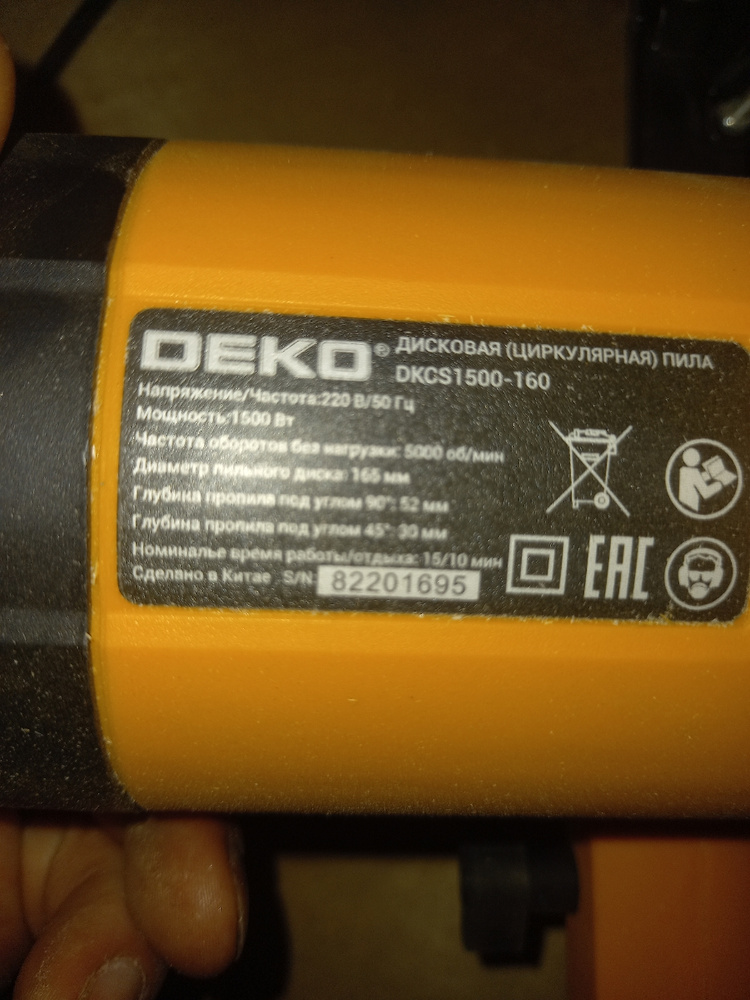 DEKO® ДИСКОВАЯ (ЦИРКУЛЯРНАЯ) ПИЛА
DKCS1500-160
Напряжение/Частота:220 В/50 Гц
Мощность:1500 Вт
Частота оборотов без нагрузки: 5000 об/мин
Диаметр пильного диска: 165 мм
Глубина пропила под углом 90°: 52 мм
Глубина пропила под углом 45°: 30 мм
Номиналье время работы/отдыха: 15/10 мин
Сделано в Китае S/N: 82201695
EAC